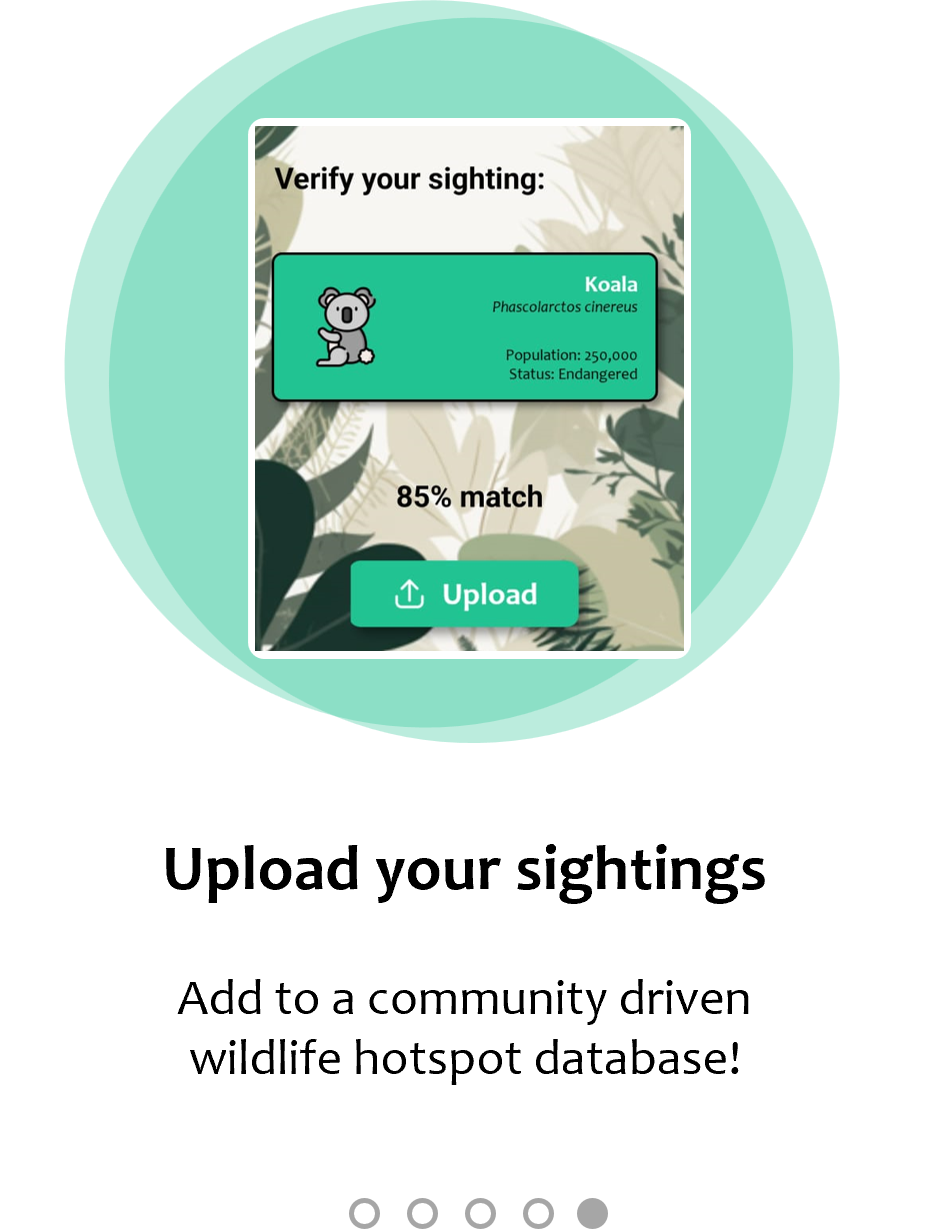 Verify your sighting:
Koala
Phascolarctos cinereus
Population: 250,000
Status: Endangered
85% match
Upload
Upload your sightings
Add to a community driven
wildlife hotspot database!